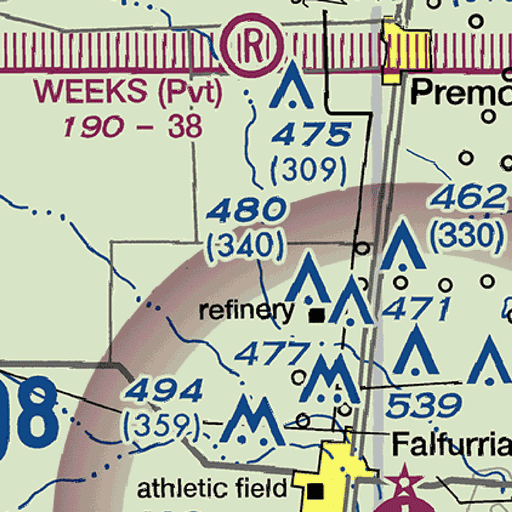 R
WEEKS (Pvt)
190 - 38
475
(309)
480
(340)
462
(330)
refinery
471
477
494
(359)
539
athletic field